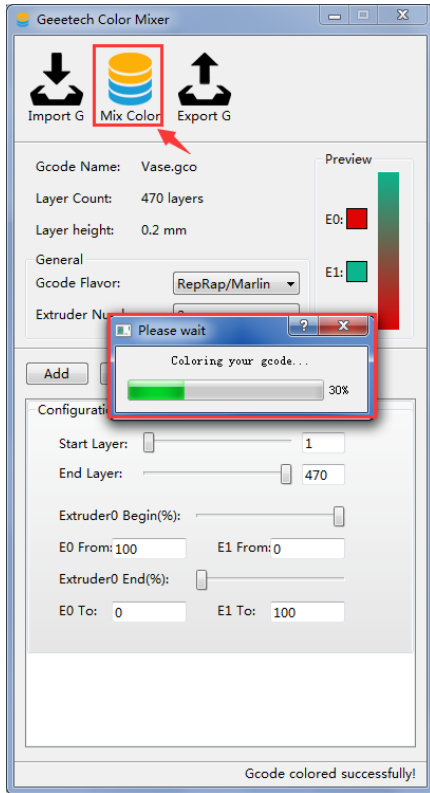 Geeetech Color Mixer
Import G Mix Color Export G
Gcode Name: Vase.gco
Layer Count: 470 layers
Layer height: 0.2 mm
Preview
E0:
E1:
General
Gcode Flavor: RepRap/Marlin
Extruder
Please wait
Coloring your gcode...
30%
Add
Start Layer: 1
End Layer: 470
Extruder0 Begin(%):
E0 From: 100 E1 From: 0
Extruder0 End(%):
E0 To: 0 E1 To: 100
Gcode colored successfully!